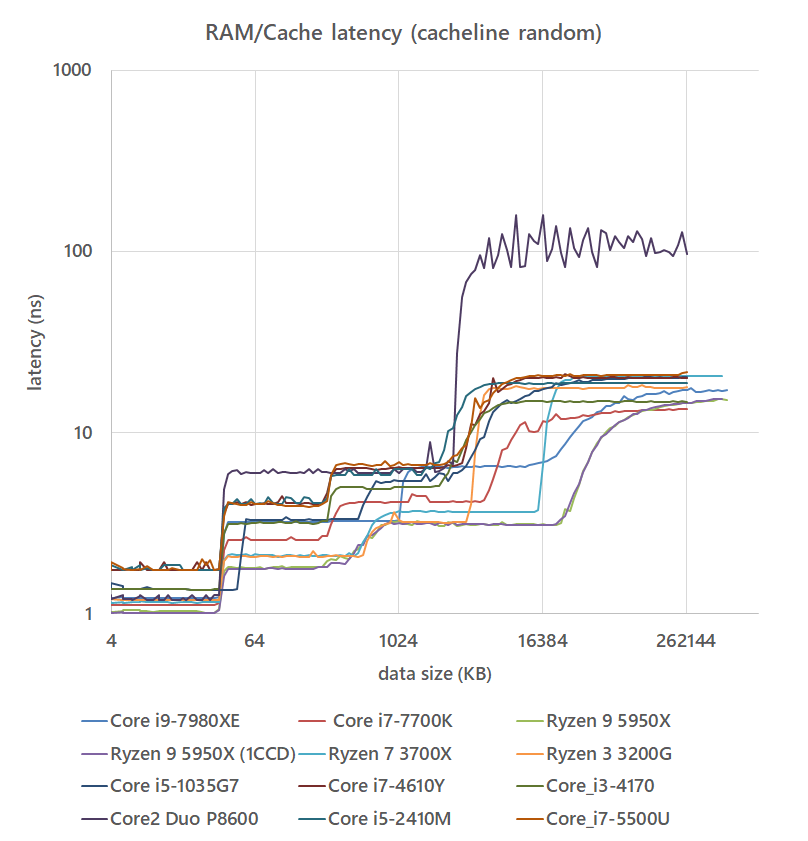 RAM/Cache latency (cacheline random)
1000
100
10
1
latency (ns)
4 64 1024 16384 262144
data size (KB)
Core i9-7980XE Core i7-7700K Ryzen 9 5950X
Ryzen 9 5950X (1CCD) Ryzen 7 3700X Ryzen 3 3200G
Core i5-1035G7 Core i7-4610Y Core_i3-4170
Core2 Duo P8600 Core i5-2410M Core_i7-5500U